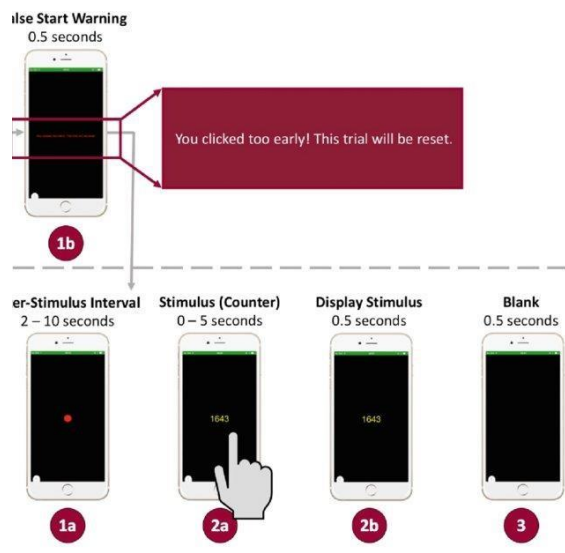 alse Start Warning
0.5 seconds
You clicked too early! This trial will be reset.
1b
er-Stimulus Interval
2 – 10 seconds
Stimulus (Counter)
0 – 5 seconds
Display Stimulus
0.5 seconds
Blank
0.5 seconds
1643
1643
1a
2a
2b
3